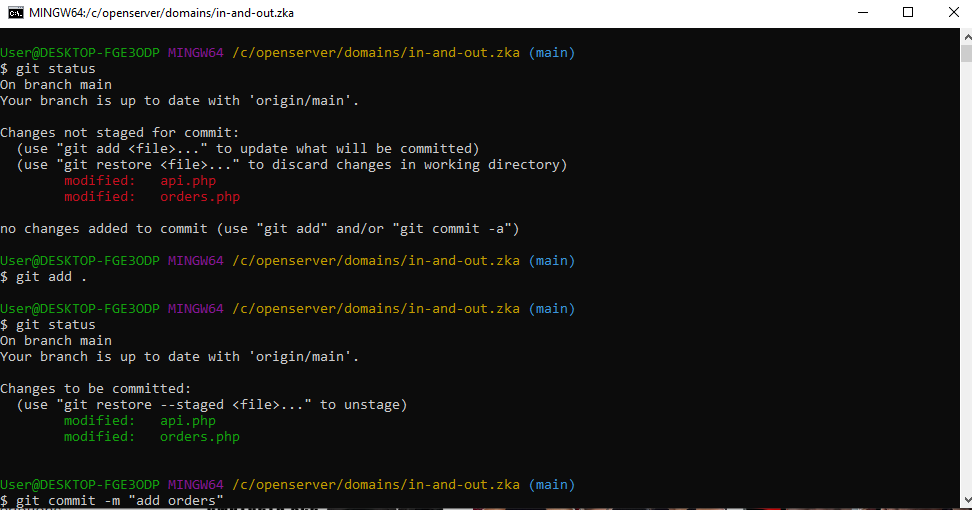 MINGW64:/c/openserver/domains/in-and-out.zka
User@DESKTOP-FGE3ODP MINGW64 /c/openserver/domains/in-and-out.zka (main)
$ git status
On branch main
Your branch is up to date with 'origin/main'.
Changes not staged for commit:
  (use "git add <file>..." to update what will be committed)
  (use "git restore <file>..." to discard changes in working directory)
        modified:   api.php
        modified:   orders.php
no changes added to commit (use "git add" and/or "git commit -a")
User@DESKTOP-FGE3ODP MINGW64 /c/openserver/domains/in-and-out.zka (main)
$ git add .
User@DESKTOP-FGE3ODP MINGW64 /c/openserver/domains/in-and-out.zka (main)
$ git status
On branch main
Your branch is up to date with 'origin/main'.
Changes to be committed:
  (use "git restore --staged <file>..." to unstage)
        modified:   api.php
        modified:   orders.php
User@DESKTOP-FGE3ODP MINGW64 /c/openserver/domains/in-and-out.zka (main)
$ git commit -m "add orders"